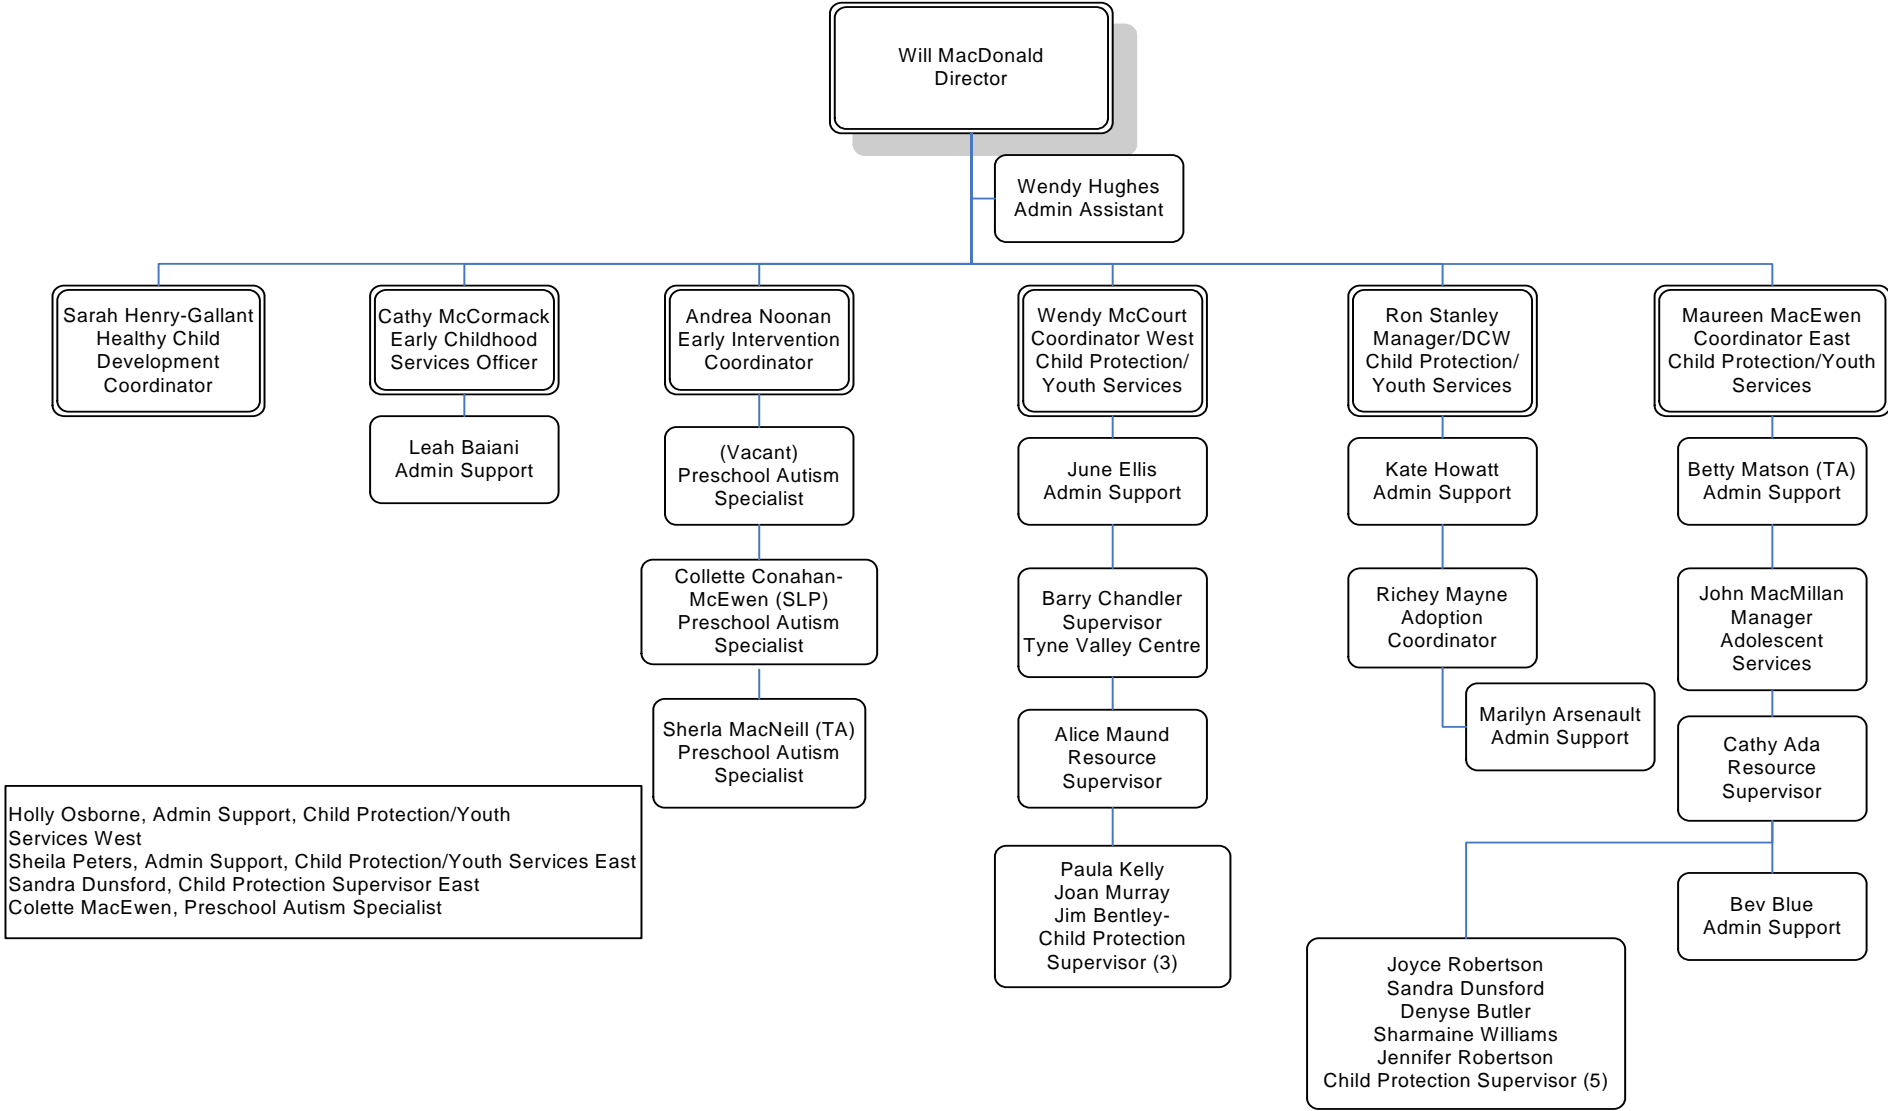 Will MacDonald
Director
Wendy Hughes
Admin Assistant
Sarah Henry-Gallant
Healthy Child
Development
Coordinator
Cathy McCormack
Early Childhood
Services Officer
Andrea Noonan
Early Intervention
Coordinator
Wendy McCourt
Coordinator West
Child Protection/
Youth Services
Ron Stanley
Manager/DCW
Child Protection/
Youth Services
Maureen MacEwen
Coordinator East
Child Protection/Youth
Services
Leah Baiani
Admin Support
(Vacant)
Preschool Autism
Specialist
June Ellis
Admin Support
Kate Howatt
Admin Support
Betty Matson (TA)
Admin Support
Collette Conahan-
McEwen (SLP)
Preschool Autism
Specialist
Barry Chandler
Supervisor
Tyne Valley Centre
Richey Mayne
Adoption
Coordinator
John MacMillan
Manager
Adolescent
Services
Sherla MacNeill (TA)
Preschool Autism
Specialist
Alice Maund
Resource
Supervisor
Marilyn Arsenault
Admin Support
Cathy Ada
Resource
Supervisor
Holly Osborne, Admin Support, Child Protection/Youth
Services West
Sheila Peters, Admin Support, Child Protection/Youth Services East
Sandra Dunsford, Child Protection Supervisor East
Colette MacEwen, Preschool Autism Specialist
Paula Kelly
Joan Murray
Jim Bentley-
Child Protection
Supervisor (3)
Bev Blue
Admin Support
Joyce Robertson
Sandra Dunsford
Denyse Butler
Sharmaine Williams
Jennifer Robertson
Child Protection Supervisor (5)